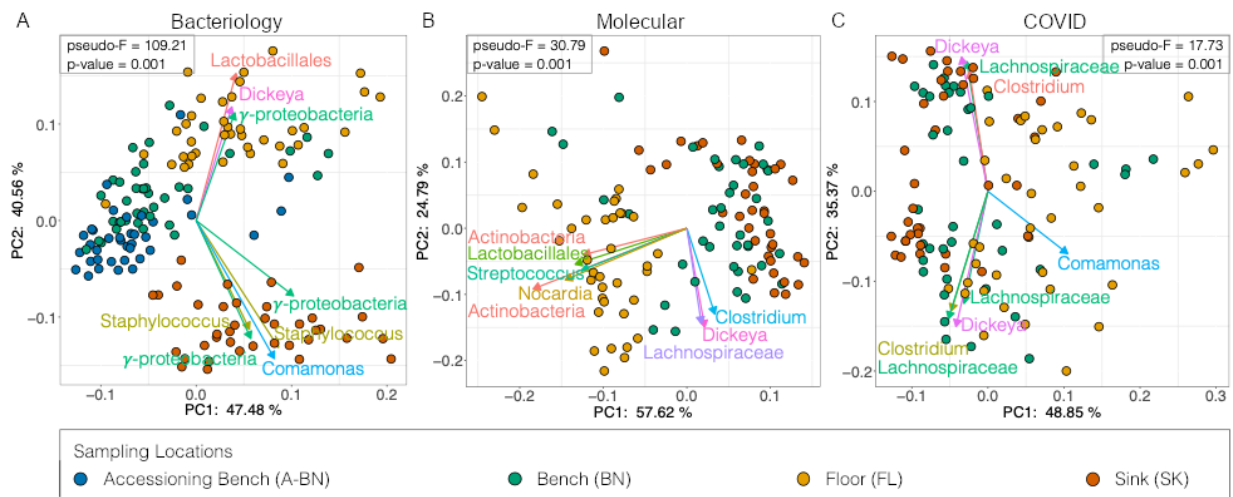 A
Bacteriology
pseudo-F = 109.21
p-value = 0.001
Lactobacillales
Dickeya
γ-proteobacteria
γ-proteobacteria
Staphylococcus
Staphylococcus
γ-proteobacteria
Comamonas
PC2: 40.56 %
0.1
0.0
−0.1
−0.1
0.0
0.1
0.2
PC1: 47.48 %
B
Molecular
pseudo-F = 30.79
p-value = 0.001
Actinobacteria
Lactobacillales
Streptococcus
Nocardia
Actinobacteria
Clostridium
Dickeya
Lachnospiraceae
PC2: 24.79 %
0.2
0.1
0.0
−0.1
−0.2
−0.2
−0.1
0.0
0.1
PC1: 57.62 %
C
COVID
pseudo-F = 17.73
p-value = 0.001
Dickeya
Lachnospiraceae
Clostridium
Comamonas
Lachnospiraceae
Dickeya
Clostridium
Lachnospiraceae
PC2: 35.37 %
0.1
0.0
−0.1
−0.2
−0.1
0.0
0.1
0.2
0.3
PC1: 48.85 %
Sampling Locations
Accessioning Bench (A-BN)
Bench (BN)
Floor (FL)
Sink (SK)